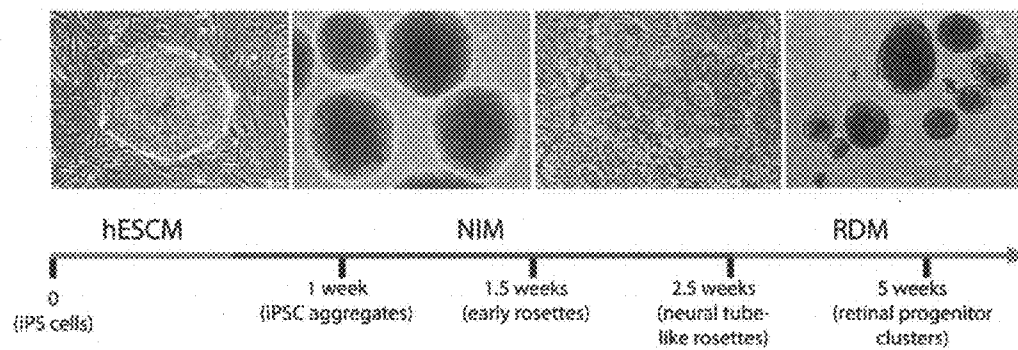 hESCM NIM RDM
0 1 week 1.5 weeks 2.5 weeks 5 weeks
(iPS cells) (iPSC aggregates) (early rosettes) (neural tube- (retinal progenitor
like rosettes) clusters)